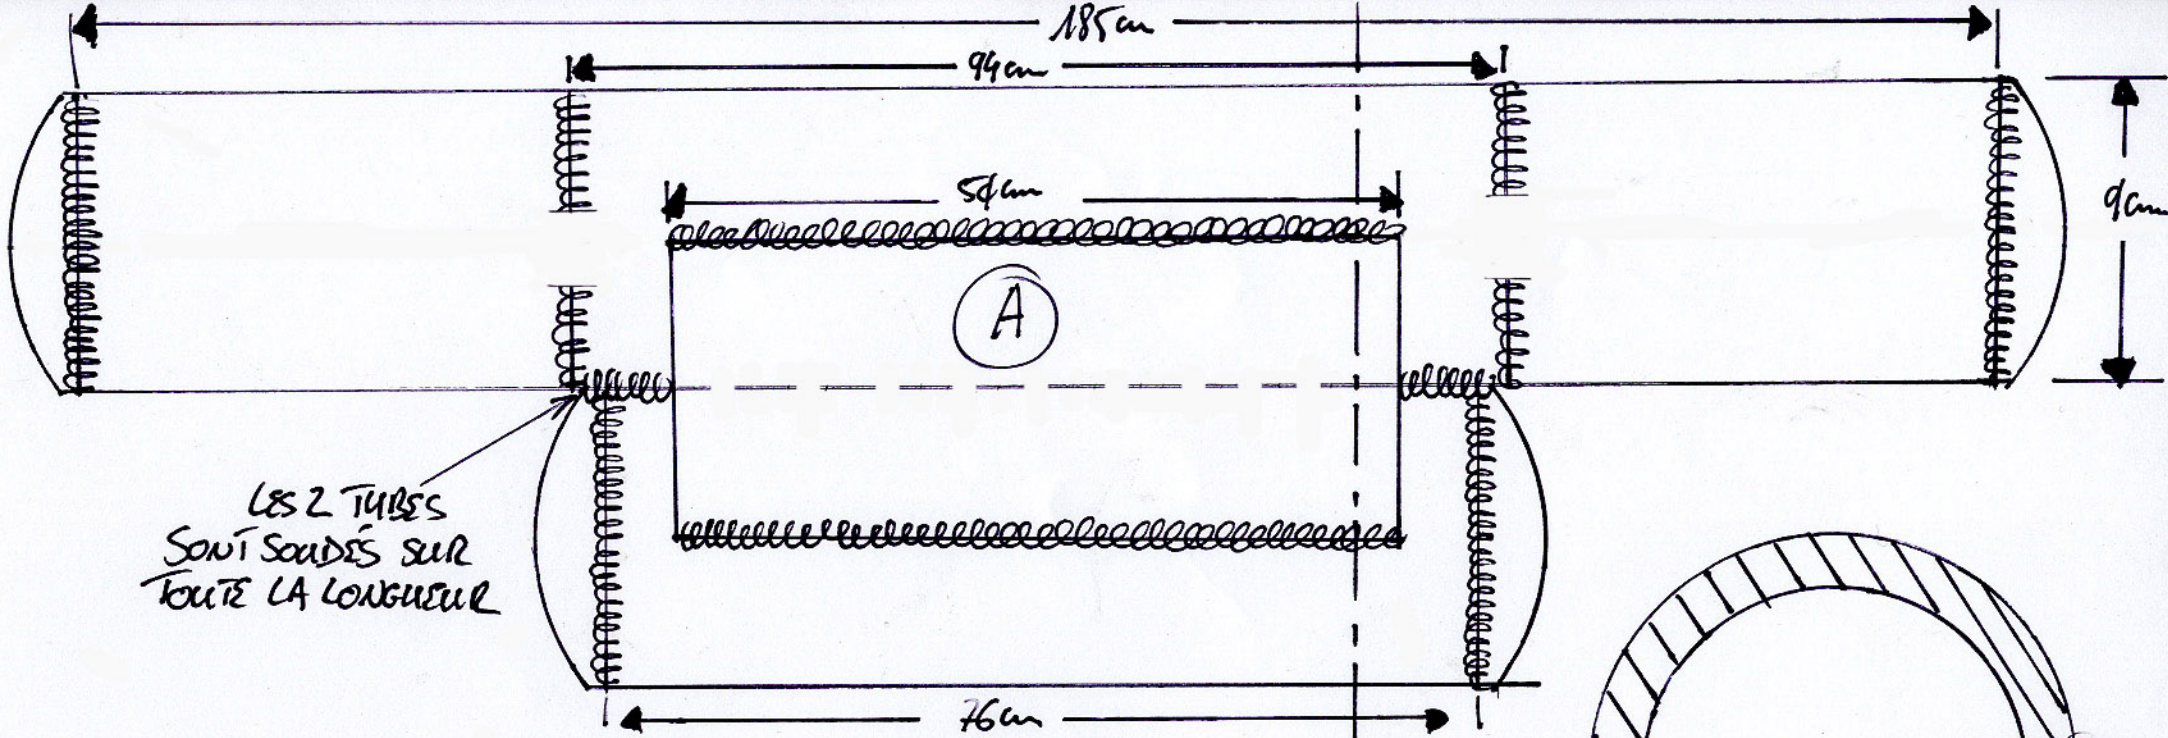 185cm
94cm
54cm
9cm
A
LES 2 TUBES
SONT SOUDÉS SUR
TOUTE LA LONGUEUR
76cm